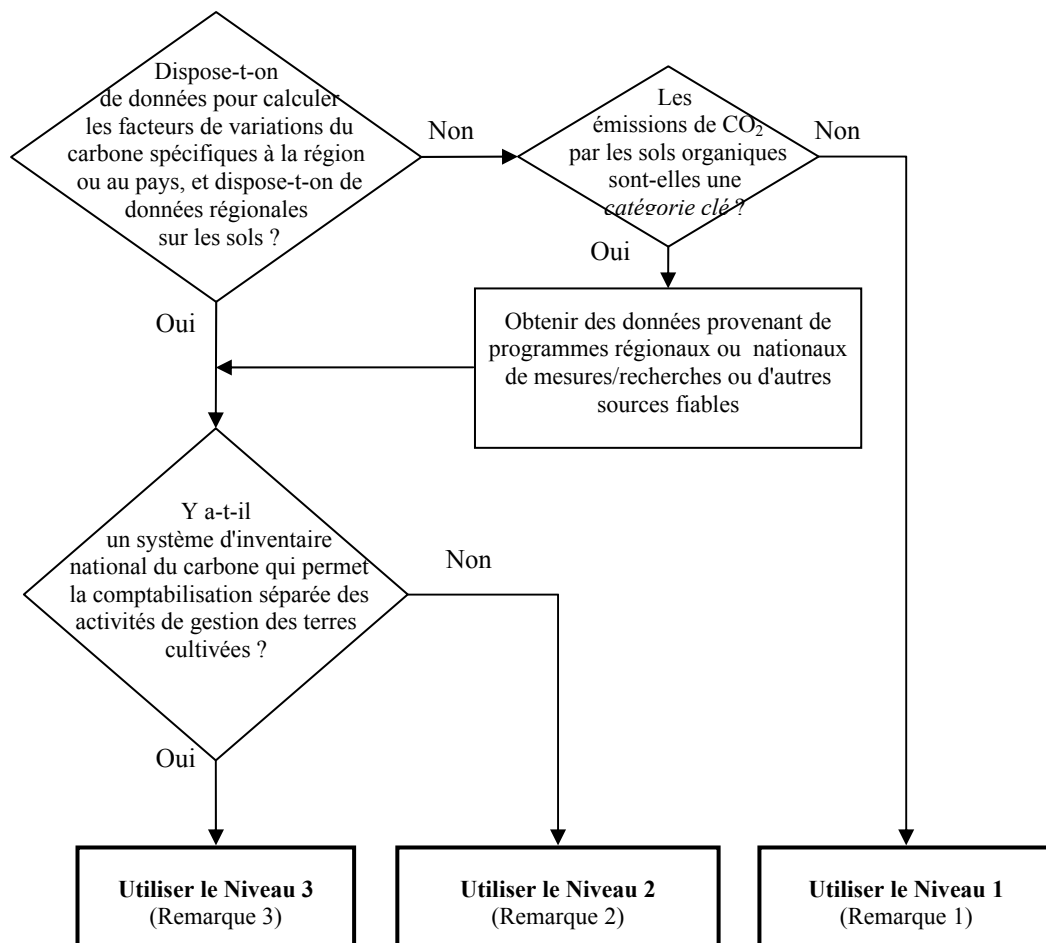 Dispose-t-on
de données pour calculer
les facteurs de variations du
carbone spécifiques à la région
ou au pays, et dispose-t-on de
données régionales
sur les sols ?
Non
Les
émissions de CO₂
par les sols organiques
sont-elles une
catégorie clé ?
Non
Oui
Oui
Obtenir des données provenant de
programmes régionaux ou nationaux
de mesures/recherches ou d'autres
sources fiables
Y a-t-il
un système d'inventaire
national du carbone qui permet
la comptabilisation séparée des
activités de gestion des terres
cultivées ?
Non
Oui
Utiliser le Niveau 3
(Remarque 3)
Utiliser le Niveau 2
(Remarque 2)
Utiliser le Niveau 1
(Remarque 1)